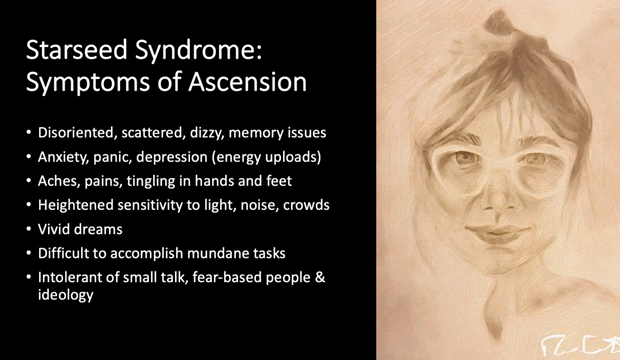 Starseed Syndrome:
Symptoms of Ascension
• Disoriented, scattered, dizzy, memory issues
• Anxiety, panic, depression (energy uploads)
• Aches, pains, tingling in hands and feet
• Heightened sensitivity to light, noise, crowds
• Vivid dreams
• Difficult to accomplish mundane tasks
• Intolerant of small talk, fear-based people &
ideology